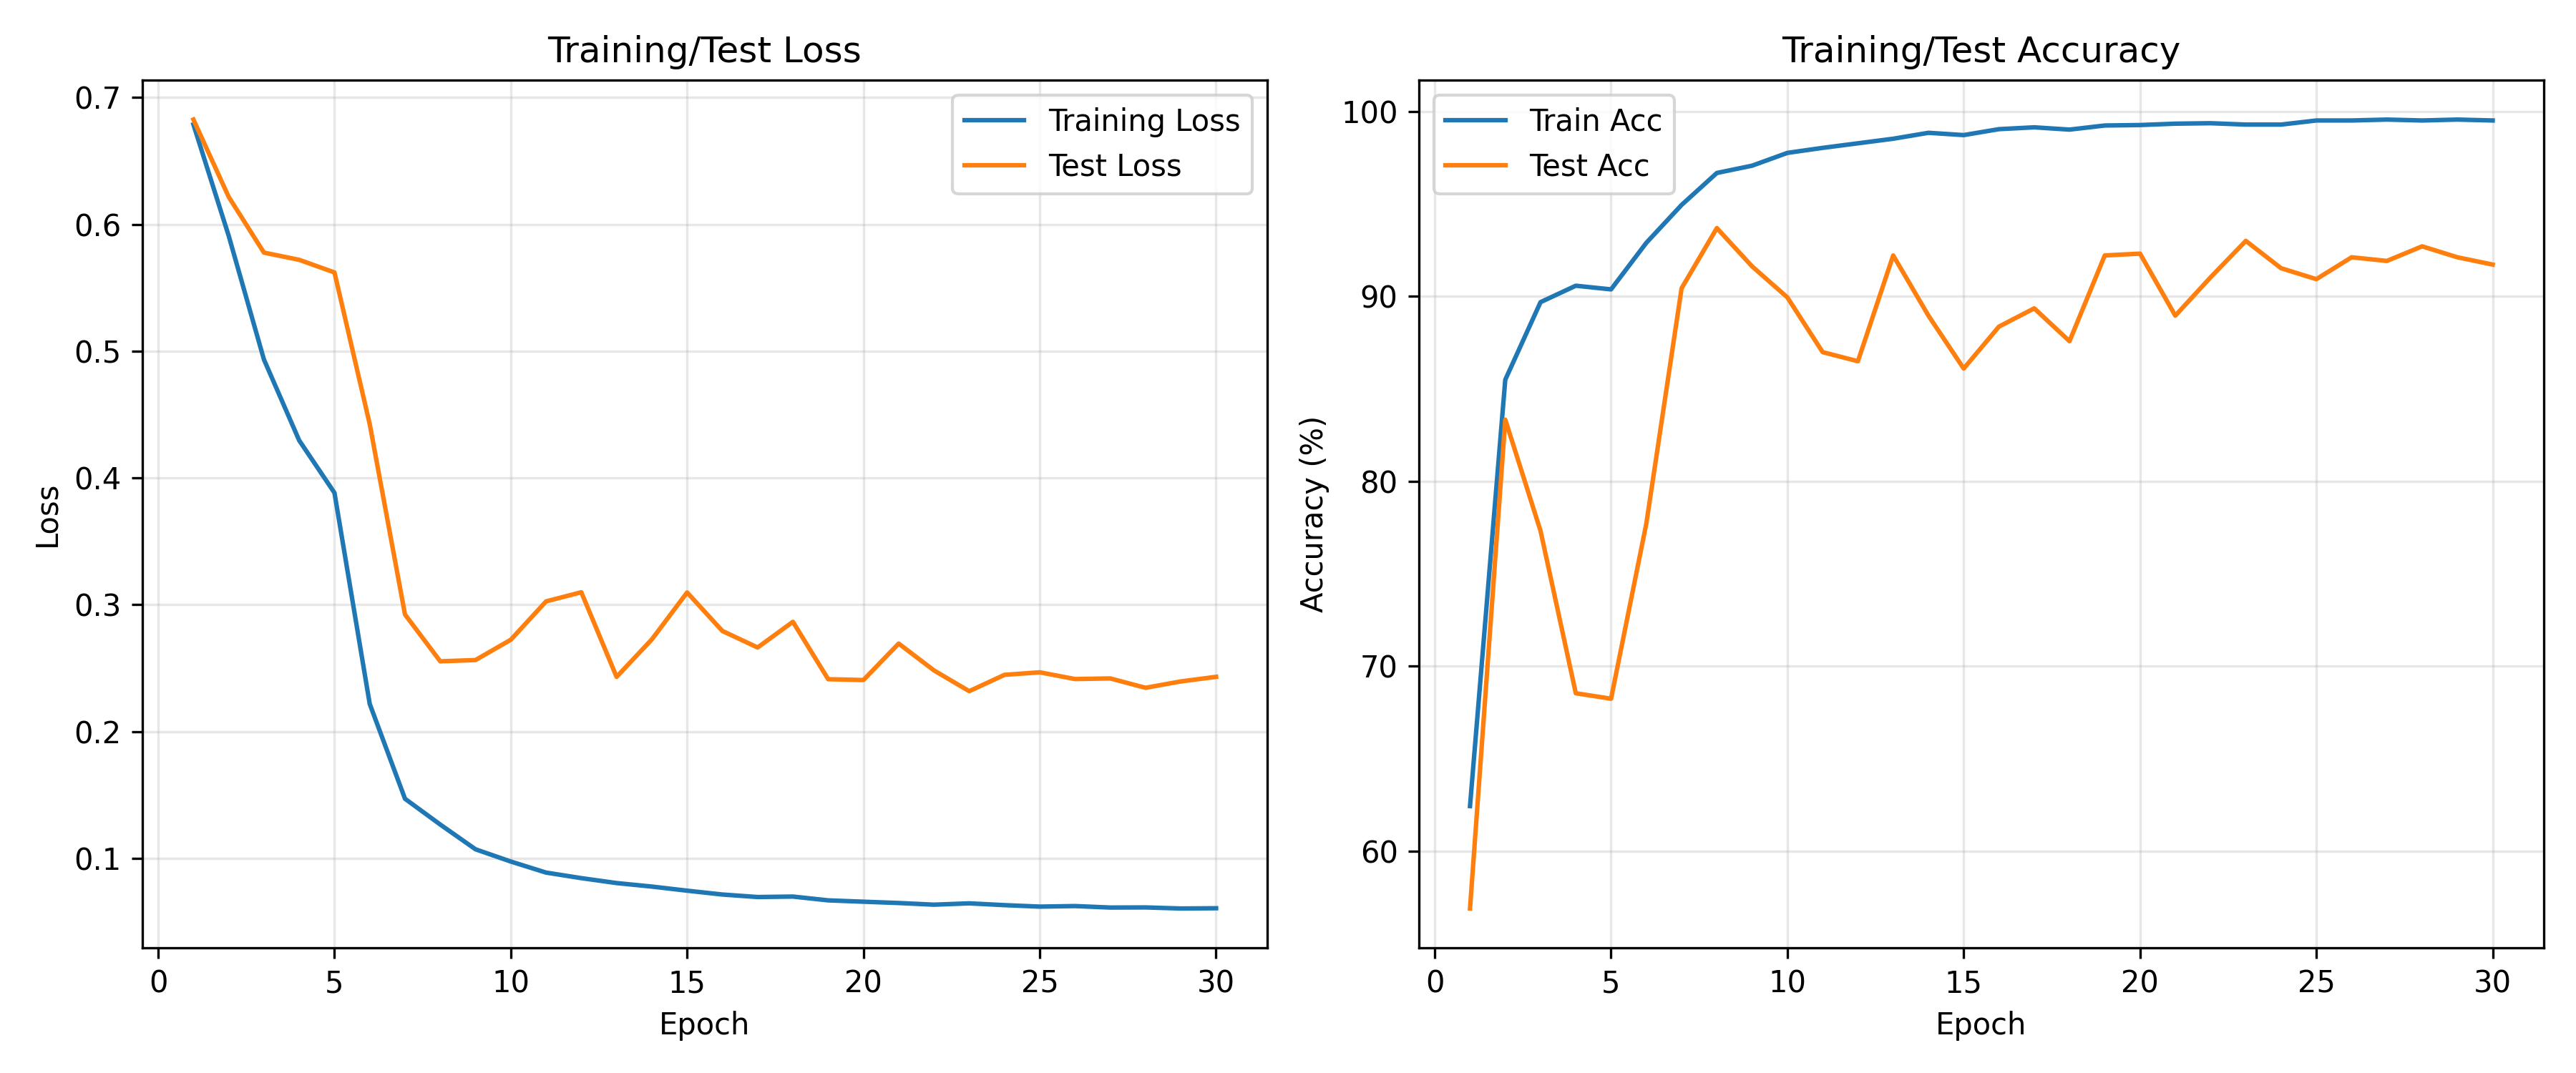 Training/Test Loss
Training Loss
Test Loss
0.7
0.6
0.5
0.4
0.3
0.2
0.1
Loss
0 5 10 15 20 25 30
Epoch
Training/Test Accuracy
Train Acc
Test Acc
100
90
80
70
60
Accuracy (%)
0 5 10 15 20 25 30
Epoch